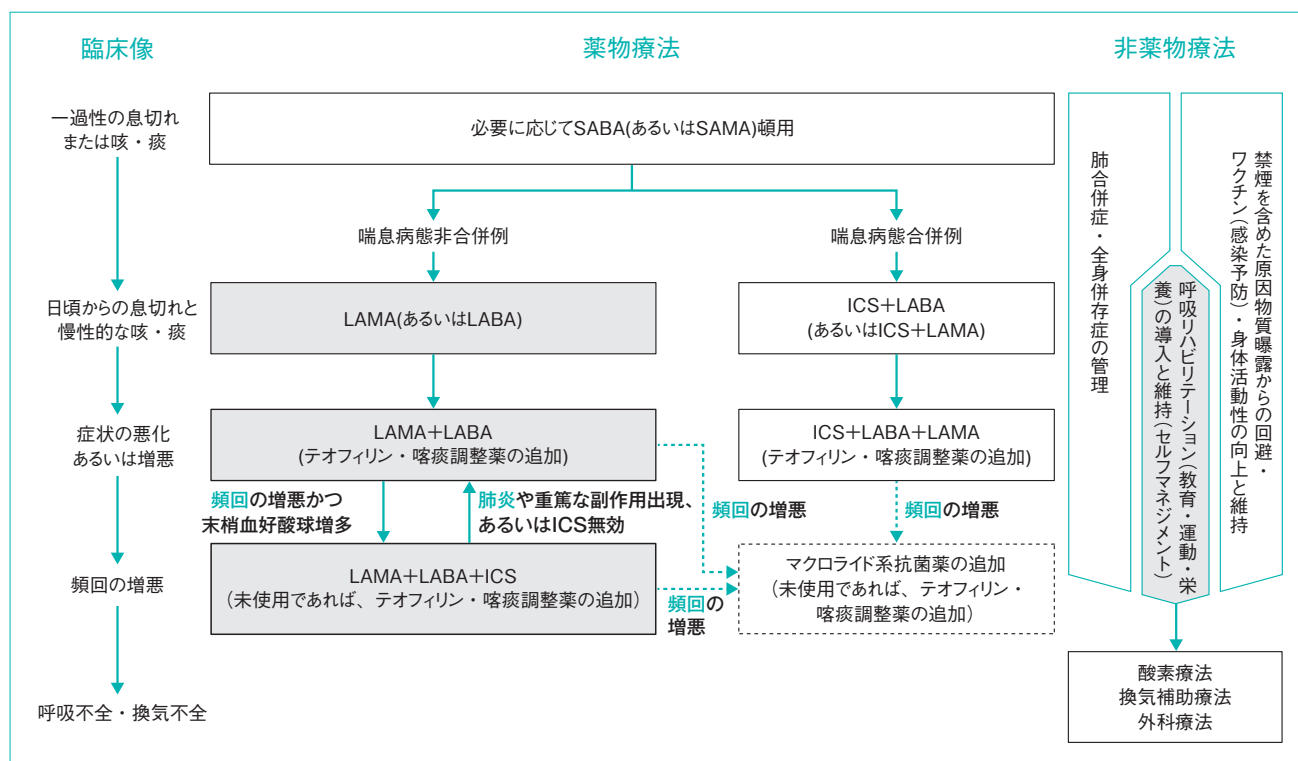 臨床像
薬物療法
非薬物療法
一過性の息切れ
または咳・痰
日頃からの息切れと
慢性的な咳・痰
症状の悪化
あるいは増悪
頻回の増悪
呼吸不全・換気不全
必要に応じてSABA(あるいはSAMA)頓用
喘息病態非合併例
喘息病態合併例
LAMA(あるいはLABA)
ICS+LABA
(あるいはICS+LAMA)
LAMA+LABA
(テオフィリン・喀痰調整薬の追加)
ICS+LABA+LAMA
(テオフィリン・喀痰調整薬の追加)
頻回の増悪かつ
末梢血好酸球増多
肺炎や重篤な副作用出現、
あるいはICS無効
頻回の増悪
頻回の増悪
LAMA+LABA+ICS
(未使用であれば、テオフィリン・喀痰調整薬の追加)
頻回の
増悪
マクロライド系抗菌薬の追加
(未使用であれば、テオフィリン・
喀痰調整薬の追加)
禁煙を含めた原因物質曝露からの回避・
ワクチン(感染予防)・身体活動性の向上と維持
呼吸リハビリテーション(教育・運動・栄
養)の導入と維持(セルフマネジメント)
肺合併症・全身併存症の管理
酸素療法
換気補助療法
外科療法